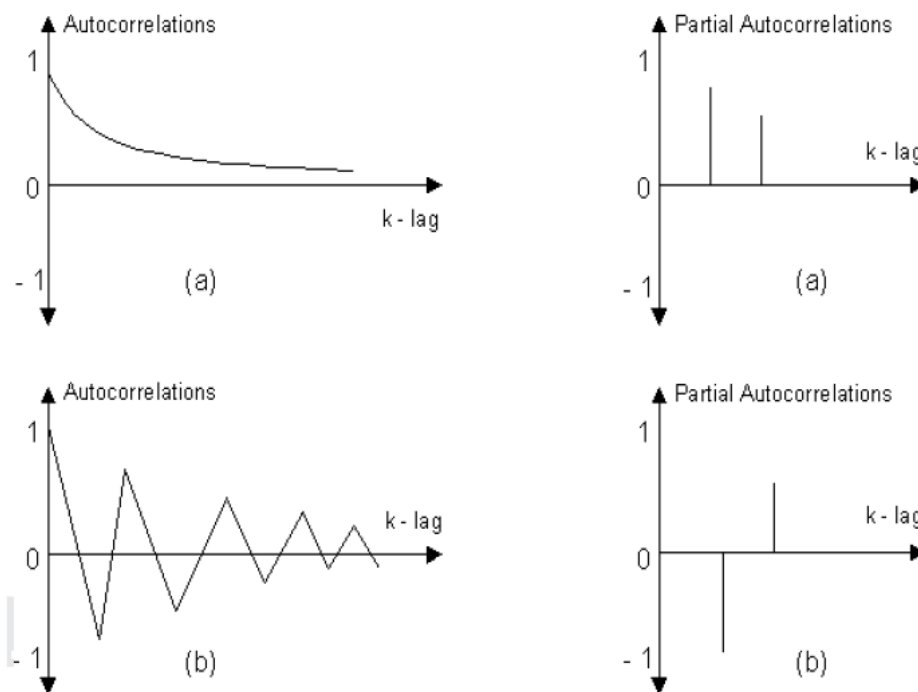 Autocorrelations
1
0
k - lag
- 1
(a)
Partial Autocorrelations
1
k - lag
0
- 1
(a)
Autocorrelations
1
k - lag
0
- 1
(b)
Partial Autocorrelations
1
k - lag
0
- 1
(b)